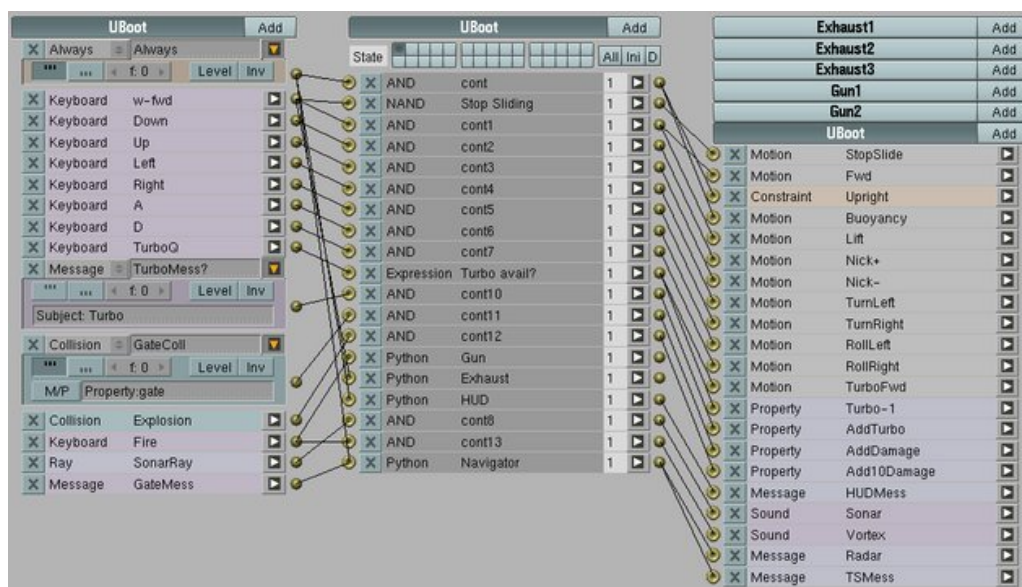 UBoot Add
X Always Always
f: 0 Level Inv
X Keyboard w-fwd
X Keyboard Down
X Keyboard Up
X Keyboard Left
X Keyboard Right
X Keyboard A
X Keyboard D
X Keyboard TurboQ
X Message TurboMess?
f: 0 Level Inv
Subject: Turbo
X Collision GateColl
f: 0 Level Inv
M/P Property:gate
X Collision Explosion
X Keyboard Fire
X Ray SonarRay
X Message GateMess
UBoot Add
State All Ini D
X AND cont 1
X NAND Stop Sliding 1
X AND cont1 1
X AND cont2 1
X AND cont3 1
X AND cont4 1
X AND cont5 1
X AND cont6 1
X AND cont7 1
X Expression Turbo avail? 1
X AND cont10 1
X AND cont11 1
X AND cont12 1
X Python Gun 1
X Python Exhaust 1
X Python HUD 1
X AND cont8 1
X AND cont13 1
X Python Navigator 1
Exhaust1 Add
Exhaust2 Add
Exhaust3 Add
Gun1 Add
Gun2 Add
UBoot Add
X Motion StopSlide
X Motion Fwd
X Constraint Upright
X Motion Buoyancy
X Motion Lift
X Motion Nick+
X Motion Nick-
X Motion TurnLeft
X Motion TurnRight
X Motion RollLeft
X Motion RollRight
X Motion TurboFwd
X Property Turbo-1
X Property AddTurbo
X Property AddDamage
X Property Add10Damage
X Message HUDMess
X Sound Sonar
X Sound Vortex
X Message Radar
X Message TSMess